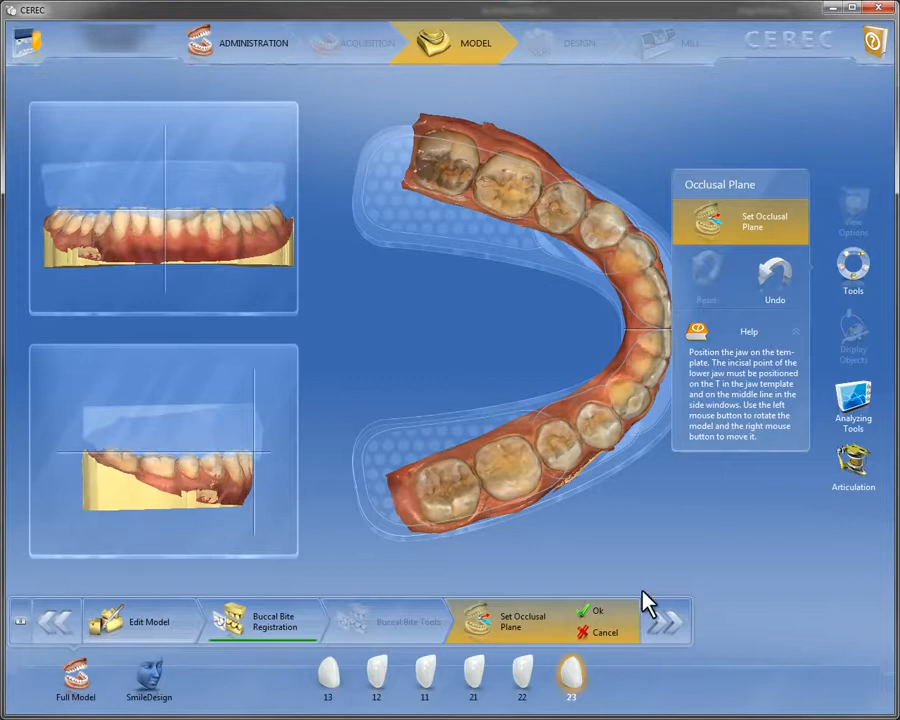 CEREC
ADMINISTRATION
ACQUISITION
MODEL
DESIGN
MILL
CEREC
Occlusal Plane
Set Occlusal
Plane
Reset
Undo
Help
Position the jaw on the tem-
plate. The incisal point of the
lower jaw must be positioned
on the T in the jaw template
and on the middle line in the
side windows. Use the left
mouse button to rotate the
model and the right mouse
button to move it.
View
Options
Tools
Display
Objects
Analyzing
Tools
Articulation
Edit Model
Buccal Bite
Registration
Buccal Bite Tools
Set Occlusal
Plane
Ok
Cancel
Full Model
SmileDesign
13
12
11
21
22
23